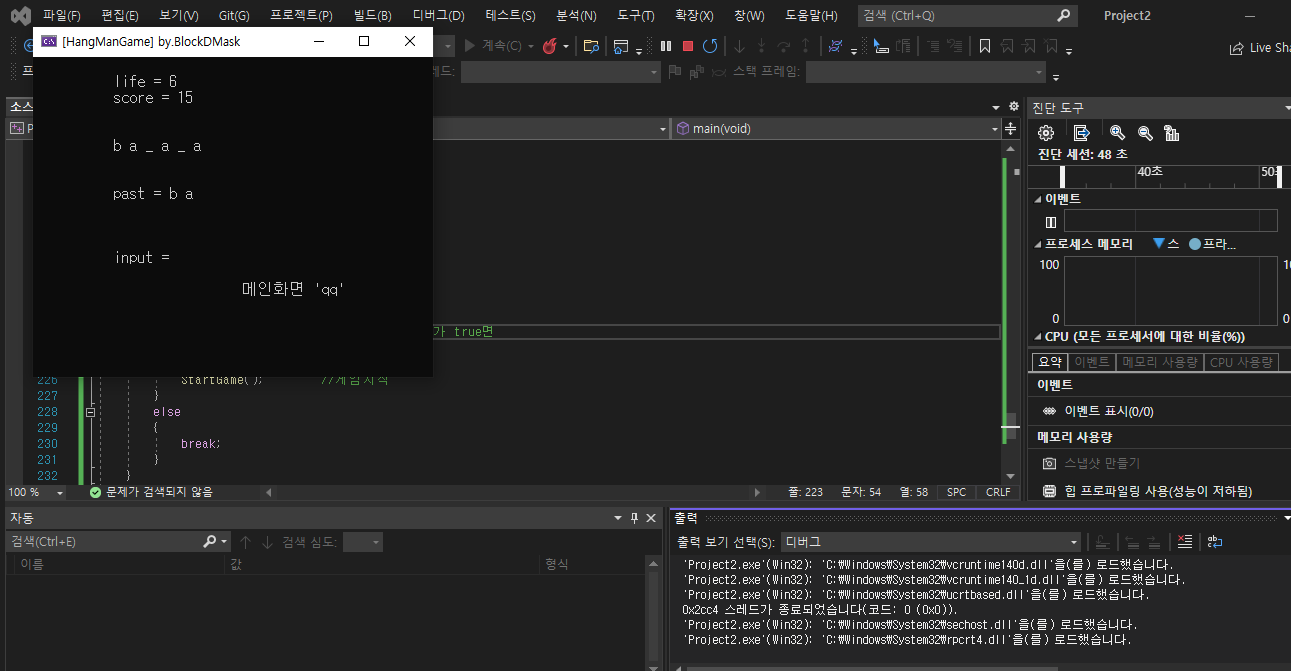 파일(F) 편집(E) 보기(V) Git(G) 프로젝트(P) 빌드(B) 디버그(D) 테스트(S) 분석(N) 도구(T) 확장(X) 창(W) 도움말(H) 검색 (Ctrl+Q) Project2
[HangManGame] by.BlockDMask
계속(C)
Live Sha
스택 프레임:
life = 6
score = 15
b a _ a _ a
past = b a
input =
메인화면 'qq'
main(void)
가 true면
226 StartGame(); //게임시작
227 }
228 else
229 {
230 break;
231 }
232 }
100 % 문제가 검색되지 않음 줄: 223 문자: 54 열: 58 SPC CRLF
진단 도구
진단 세션: 48 초
40초 50초
이벤트
프로세스 메모리 스 프라...
100
0 0
CPU (모든 프로세서에 대한 비율(%))
요약 이벤트 메모리 사용량 CPU 사용량
이벤트
이벤트 표시(0/0)
메모리 사용량
스냅샷 만들기
힙 프로파일링 사용(성능이 저하됨)
자동
검색(Ctrl+E) 검색 심도:
이름 값 형식
출력
출력 보기 선택(S): 디버그
'Project2.exe'(Win32): 'C:\Windows\System32\vcruntime140d.dll'을(를) 로드했습니다.
'Project2.exe'(Win32): 'C:\Windows\System32\vcruntime140_1d.dll'을(를) 로드했습니다.
'Project2.exe'(Win32): 'C:\Windows\System32\ucrtbased.dll'을(를) 로드했습니다.
0x2cc4 스레드가 종료되었습니다(코드: 0 (0x0)).
'Project2.exe'(Win32): 'C:\Windows\System32\sechost.dll'을(를) 로드했습니다.
'Project2.exe'(Win32): 'C:\Windows\System32\rpcrt4.dll'을(를) 로드했습니다.